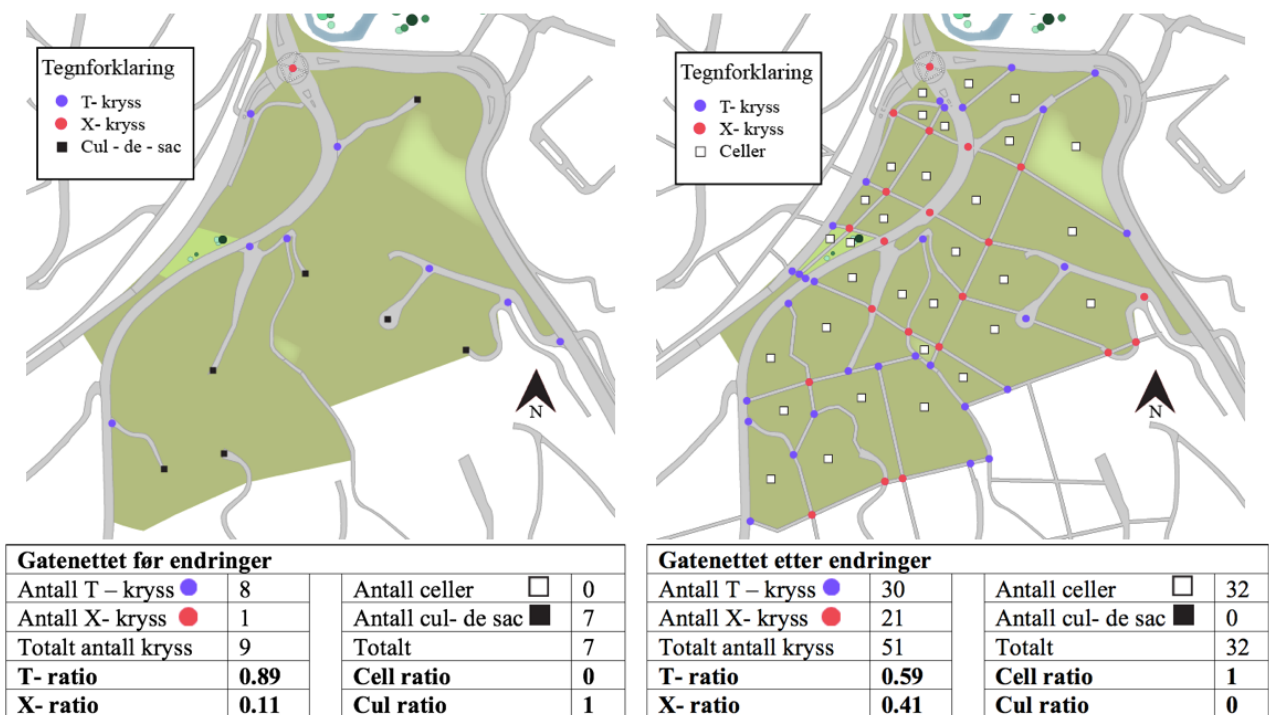 Tegnforklaring
T- kryss
X- kryss
Cul - de - sac
N
Tegnforklaring
T- kryss
X- kryss
Celler
N
Gatenettet før endringer
Antall T – kryss 8 Antall celler 0
Antall X- kryss 1 Antall cul- de sac 7
Totalt antall kryss 9 Totalt 7
T- ratio 0.89 Cell ratio 0
X- ratio 0.11 Cul ratio 1
Gatenettet etter endringer
Antall T – kryss 30 Antall celler 32
Antall X- kryss 21 Antall cul- de sac 0
Totalt antall kryss 51 Totalt 32
T- ratio 0.59 Cell ratio 1
X- ratio 0.41 Cul ratio 0